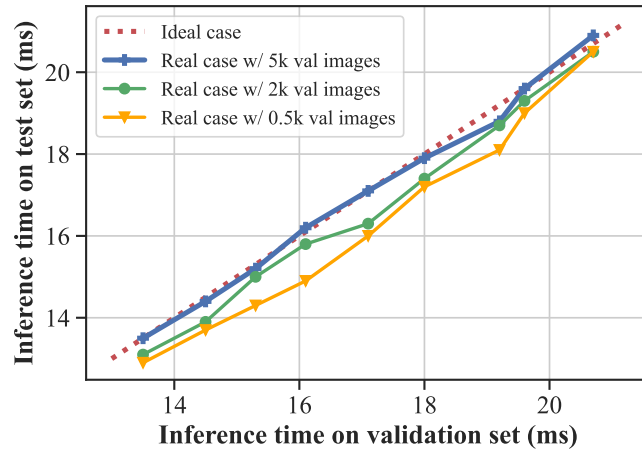 Ideal case
Real case w/ 5k val images
Real case w/ 2k val images
Real case w/ 0.5k val images
Inference time on test set (ms)
20
18
16
14
14 16 18 20
Inference time on validation set (ms)